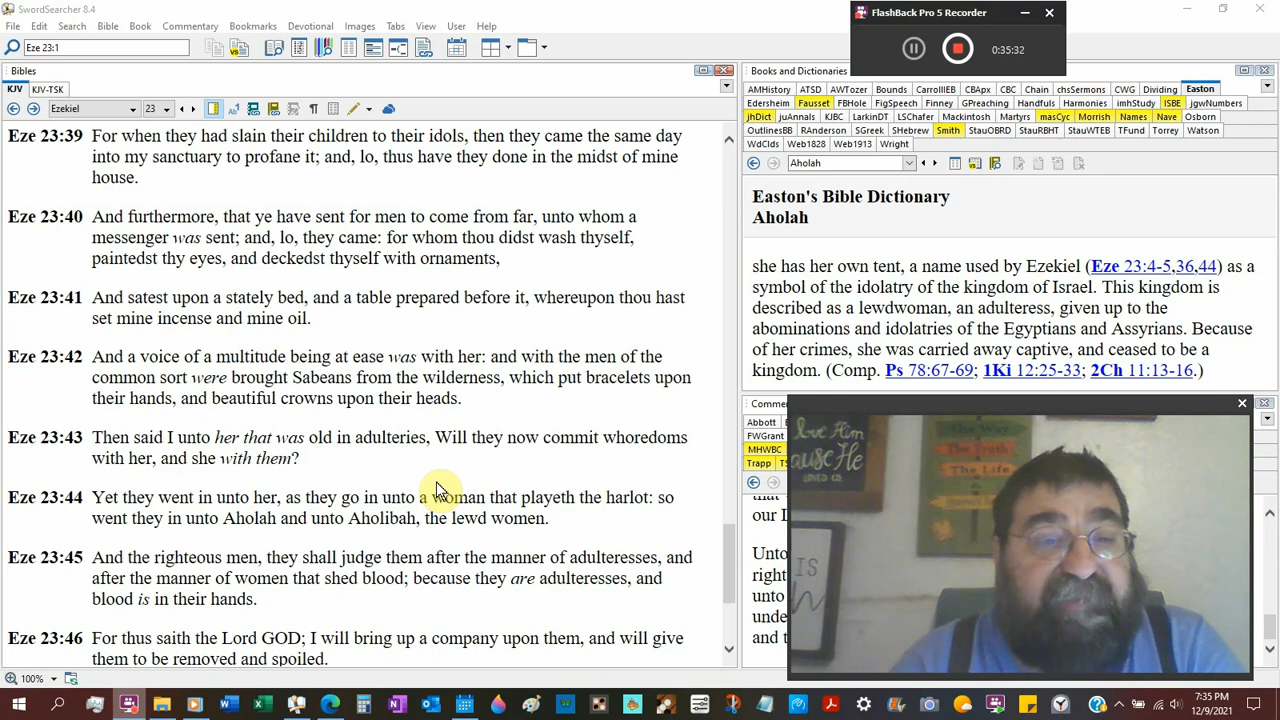 SwordSearcher 8.4
File Edit Search Bible Book Commentary Bookmarks Devotional Images Tabs View User Help
Eze 23:1
FlashBack Pro 5 Recorder
0:35:32
Bibles
KJV KJV-TSK
Ezekiel 23
Eze 23:39 For when they had slain their children to their idols, then they came the same day
into my sanctuary to profane it; and, lo, thus have they done in the midst of mine
house.
Eze 23:40 And furthermore, that ye have sent for men to come from far, unto whom a
messenger was sent; and, lo, they came: for whom thou didst wash thyself,
paintedst thy eyes, and deckedst thyself with ornaments,
Eze 23:41 And satest upon a stately bed, and a table prepared before it, whereupon thou hast
set mine incense and mine oil.
Eze 23:42 And a voice of a multitude being at ease was with her: and with the men of the
common sort were brought Sabeans from the wilderness, which put bracelets upon
their hands, and beautiful crowns upon their heads.
Eze 23:43 Then said I unto her that was old in adulteries, Will they now commit whoredoms
with her, and she with them?
Eze 23:44 Yet they went in unto her, as they go in unto a woman that playeth the harlot: so
went they in unto Aholah and unto Aholibah, the lewd women.
Eze 23:45 And the righteous men, they shall judge them after the manner of adulteresses, and
after the manner of women that shed blood; because they are adulteresses, and
blood is in their hands.
Eze 23:46 For thus saith the Lord GOD; I will bring up a company upon them, and will give
them to be removed and spoiled.
100%
Books and Dictionaries
AMHistory ATSD AWTozer Bounds CarrollIEB CBApx CBC Chain chsSermons CWG Dividing Easton
Edersheim Fausset FBHole FigSpeech Finney GPreaching Handfuls Harmonies imhStudy ISBE jgwNumbers
jhDict juAnnals KJBC LarkinDT LSChafer Mackintosh Martyrs masCyc Morrish Names Nave Osborn
OutlinesBB RAnderson SGreek SHebrew Smith StauOBRD StauRBHT StauWTEB TFund Torrey Watson
WdClds Web1828 Web1913 Wright
Aholah
Easton's Bible Dictionary
Aholah
she has her own tent, a name used by Ezekiel (Eze 23:4-5,36,44) as a
symbol of the idolatry of the kingdom of Israel. This kingdom is
described as a lewdwoman, an adulteress, given up to the
abominations and idolatries of the Egyptians and Assyrians. Because
of her crimes, she was carried away captive, and ceased to be a
kingdom. (Comp. Ps 78:67-69; 1Ki 12:25-33; 2Ch 11:13-16.)
Abbott
FWGrant
MHWBC
Trapp
our
Unto
right
unto
unde
and t
The Way
The Truth
The Life
LOVED US.
7:35 PM
12/9/2021